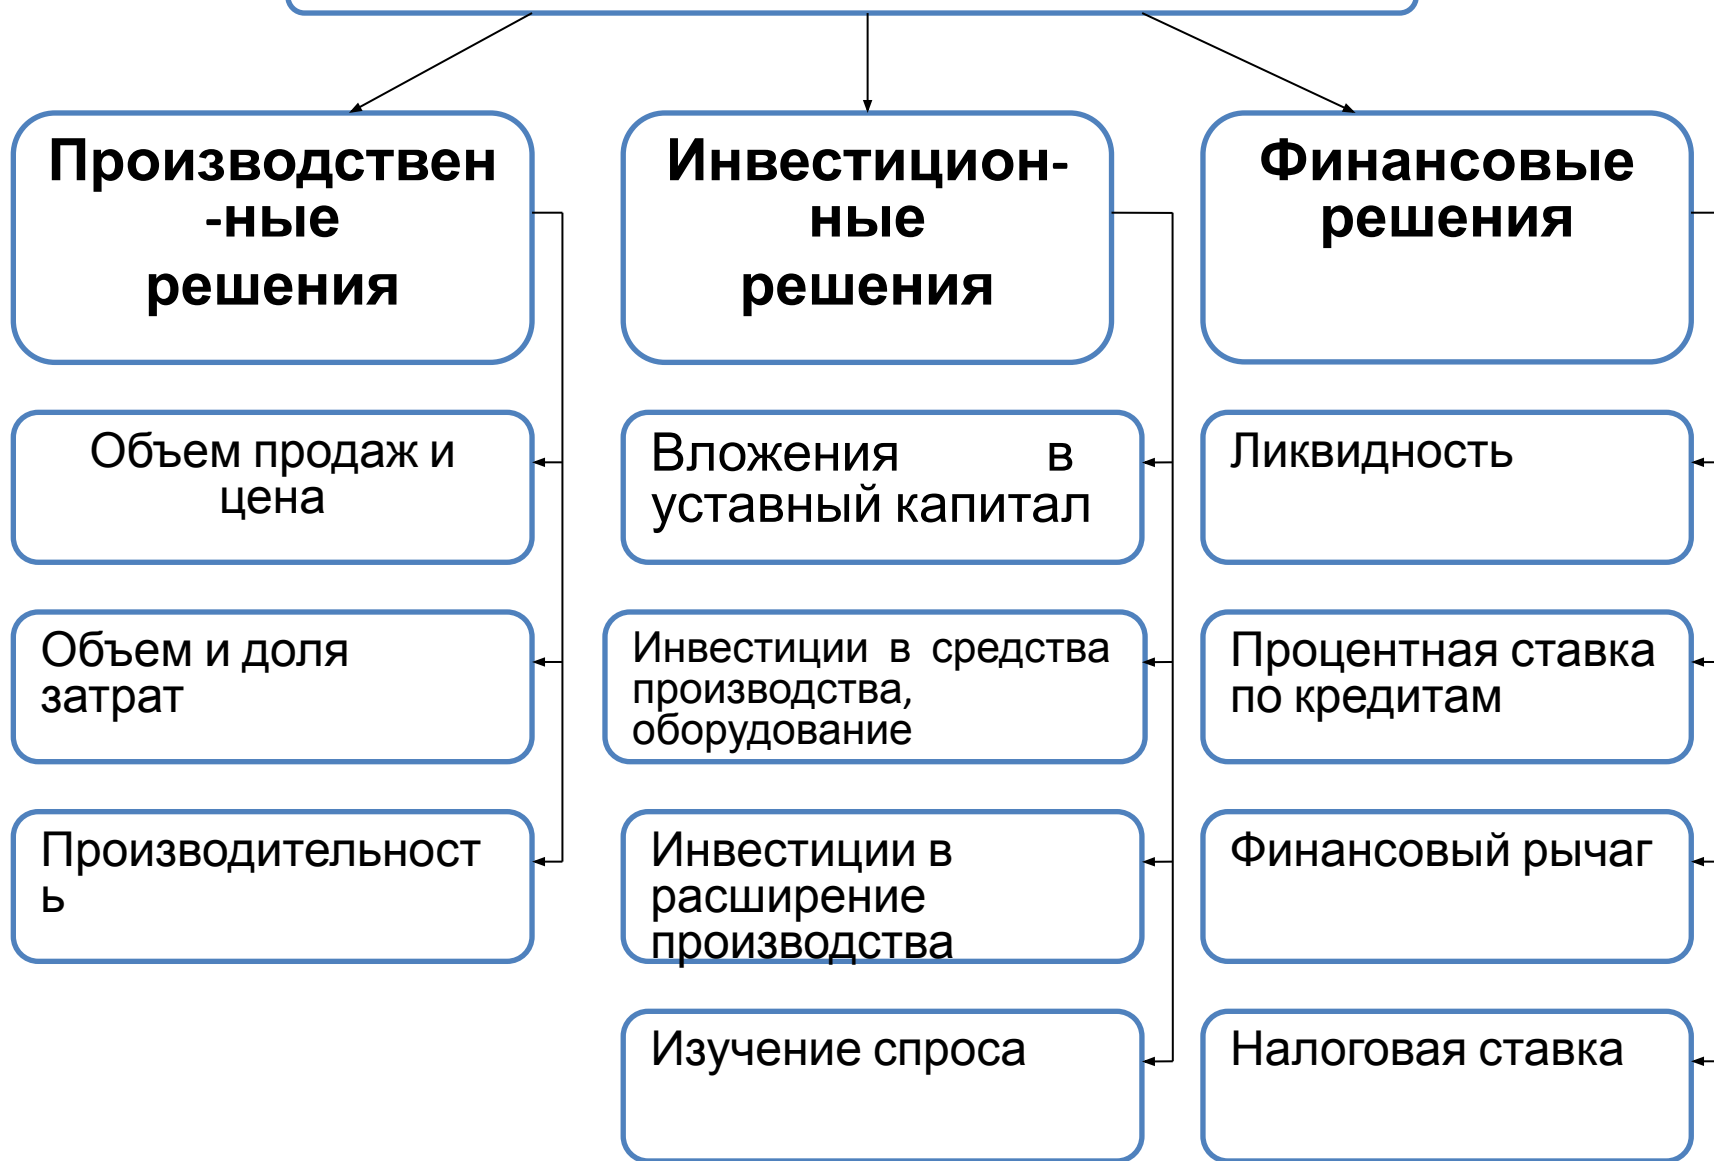 Производствен
-ные
решения
Инвестицион-
ные
решения
Финансовые
решения
Объем продаж и
цена
Вложения в
уставный капитал
Ликвидность
Объем и доля
затрат
Инвестиции в средства
производства,
оборудование
Процентная ставка
по кредитам
Производительност
ь
Инвестиции в
расширение
производства
Финансовый рычаг
Изучение спроса
Налоговая ставка